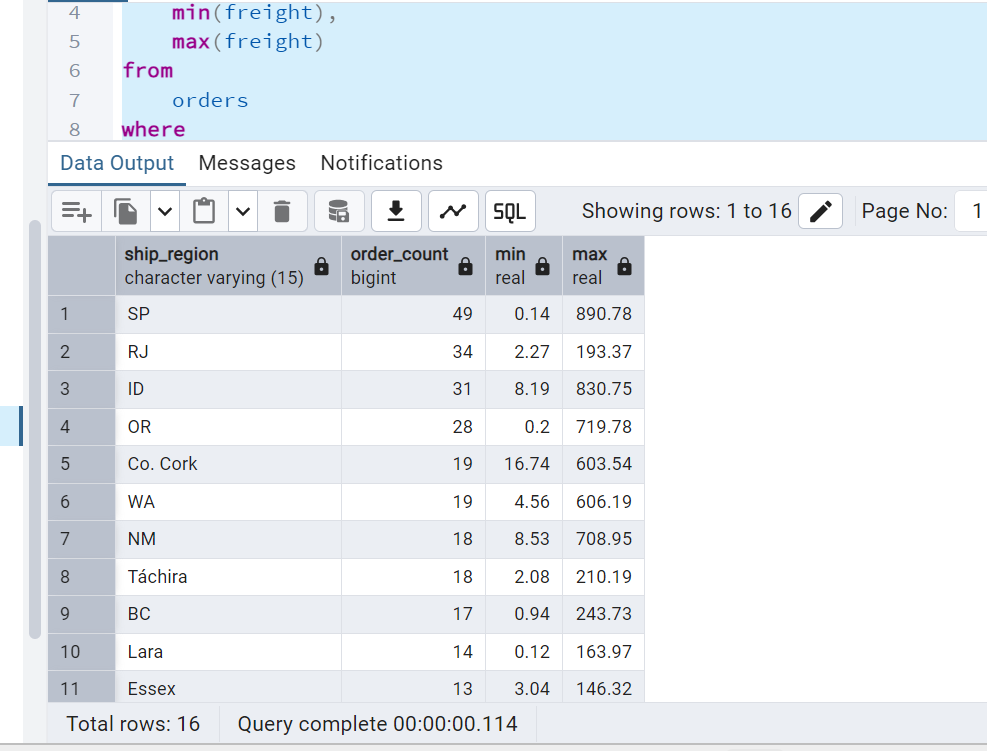 4 min(freight),
5 max(freight)
6 from
7 orders
8 where
Data Output Messages Notifications
SQL Showing rows: 1 to 16 Page No: 1
ship_region order_count min max
character varying (15) bigint real real
1 SP 49 0.14 890.78
2 RJ 34 2.27 193.37
3 ID 31 8.19 830.75
4 OR 28 0.2 719.78
5 Co. Cork 19 16.74 603.54
6 WA 19 4.56 606.19
7 NM 18 8.53 708.95
8 Táchira 18 2.08 210.19
9 BC 17 0.94 243.73
10 Lara 14 0.12 163.97
11 Essex 13 3.04 146.32
Total rows: 16 Query complete 00:00:00.114